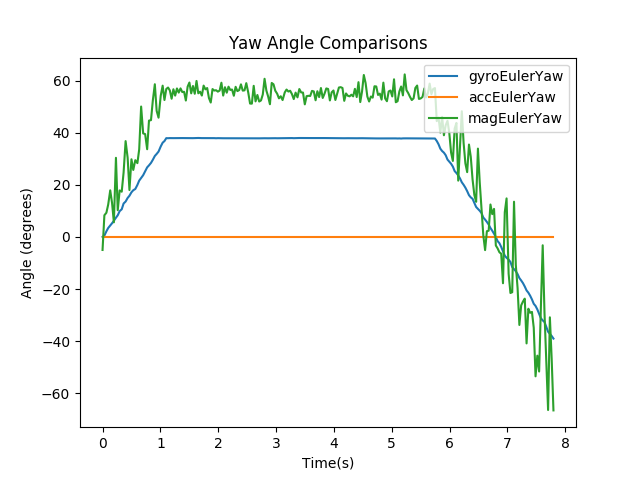 Yaw Angle Comparisons
gyroEulerYaw
accEulerYaw
magEulerYaw
60
40
20
0
−20
−40
−60
Angle (degrees)
0 1 2 3 4 5 6 7 8
Time(s)